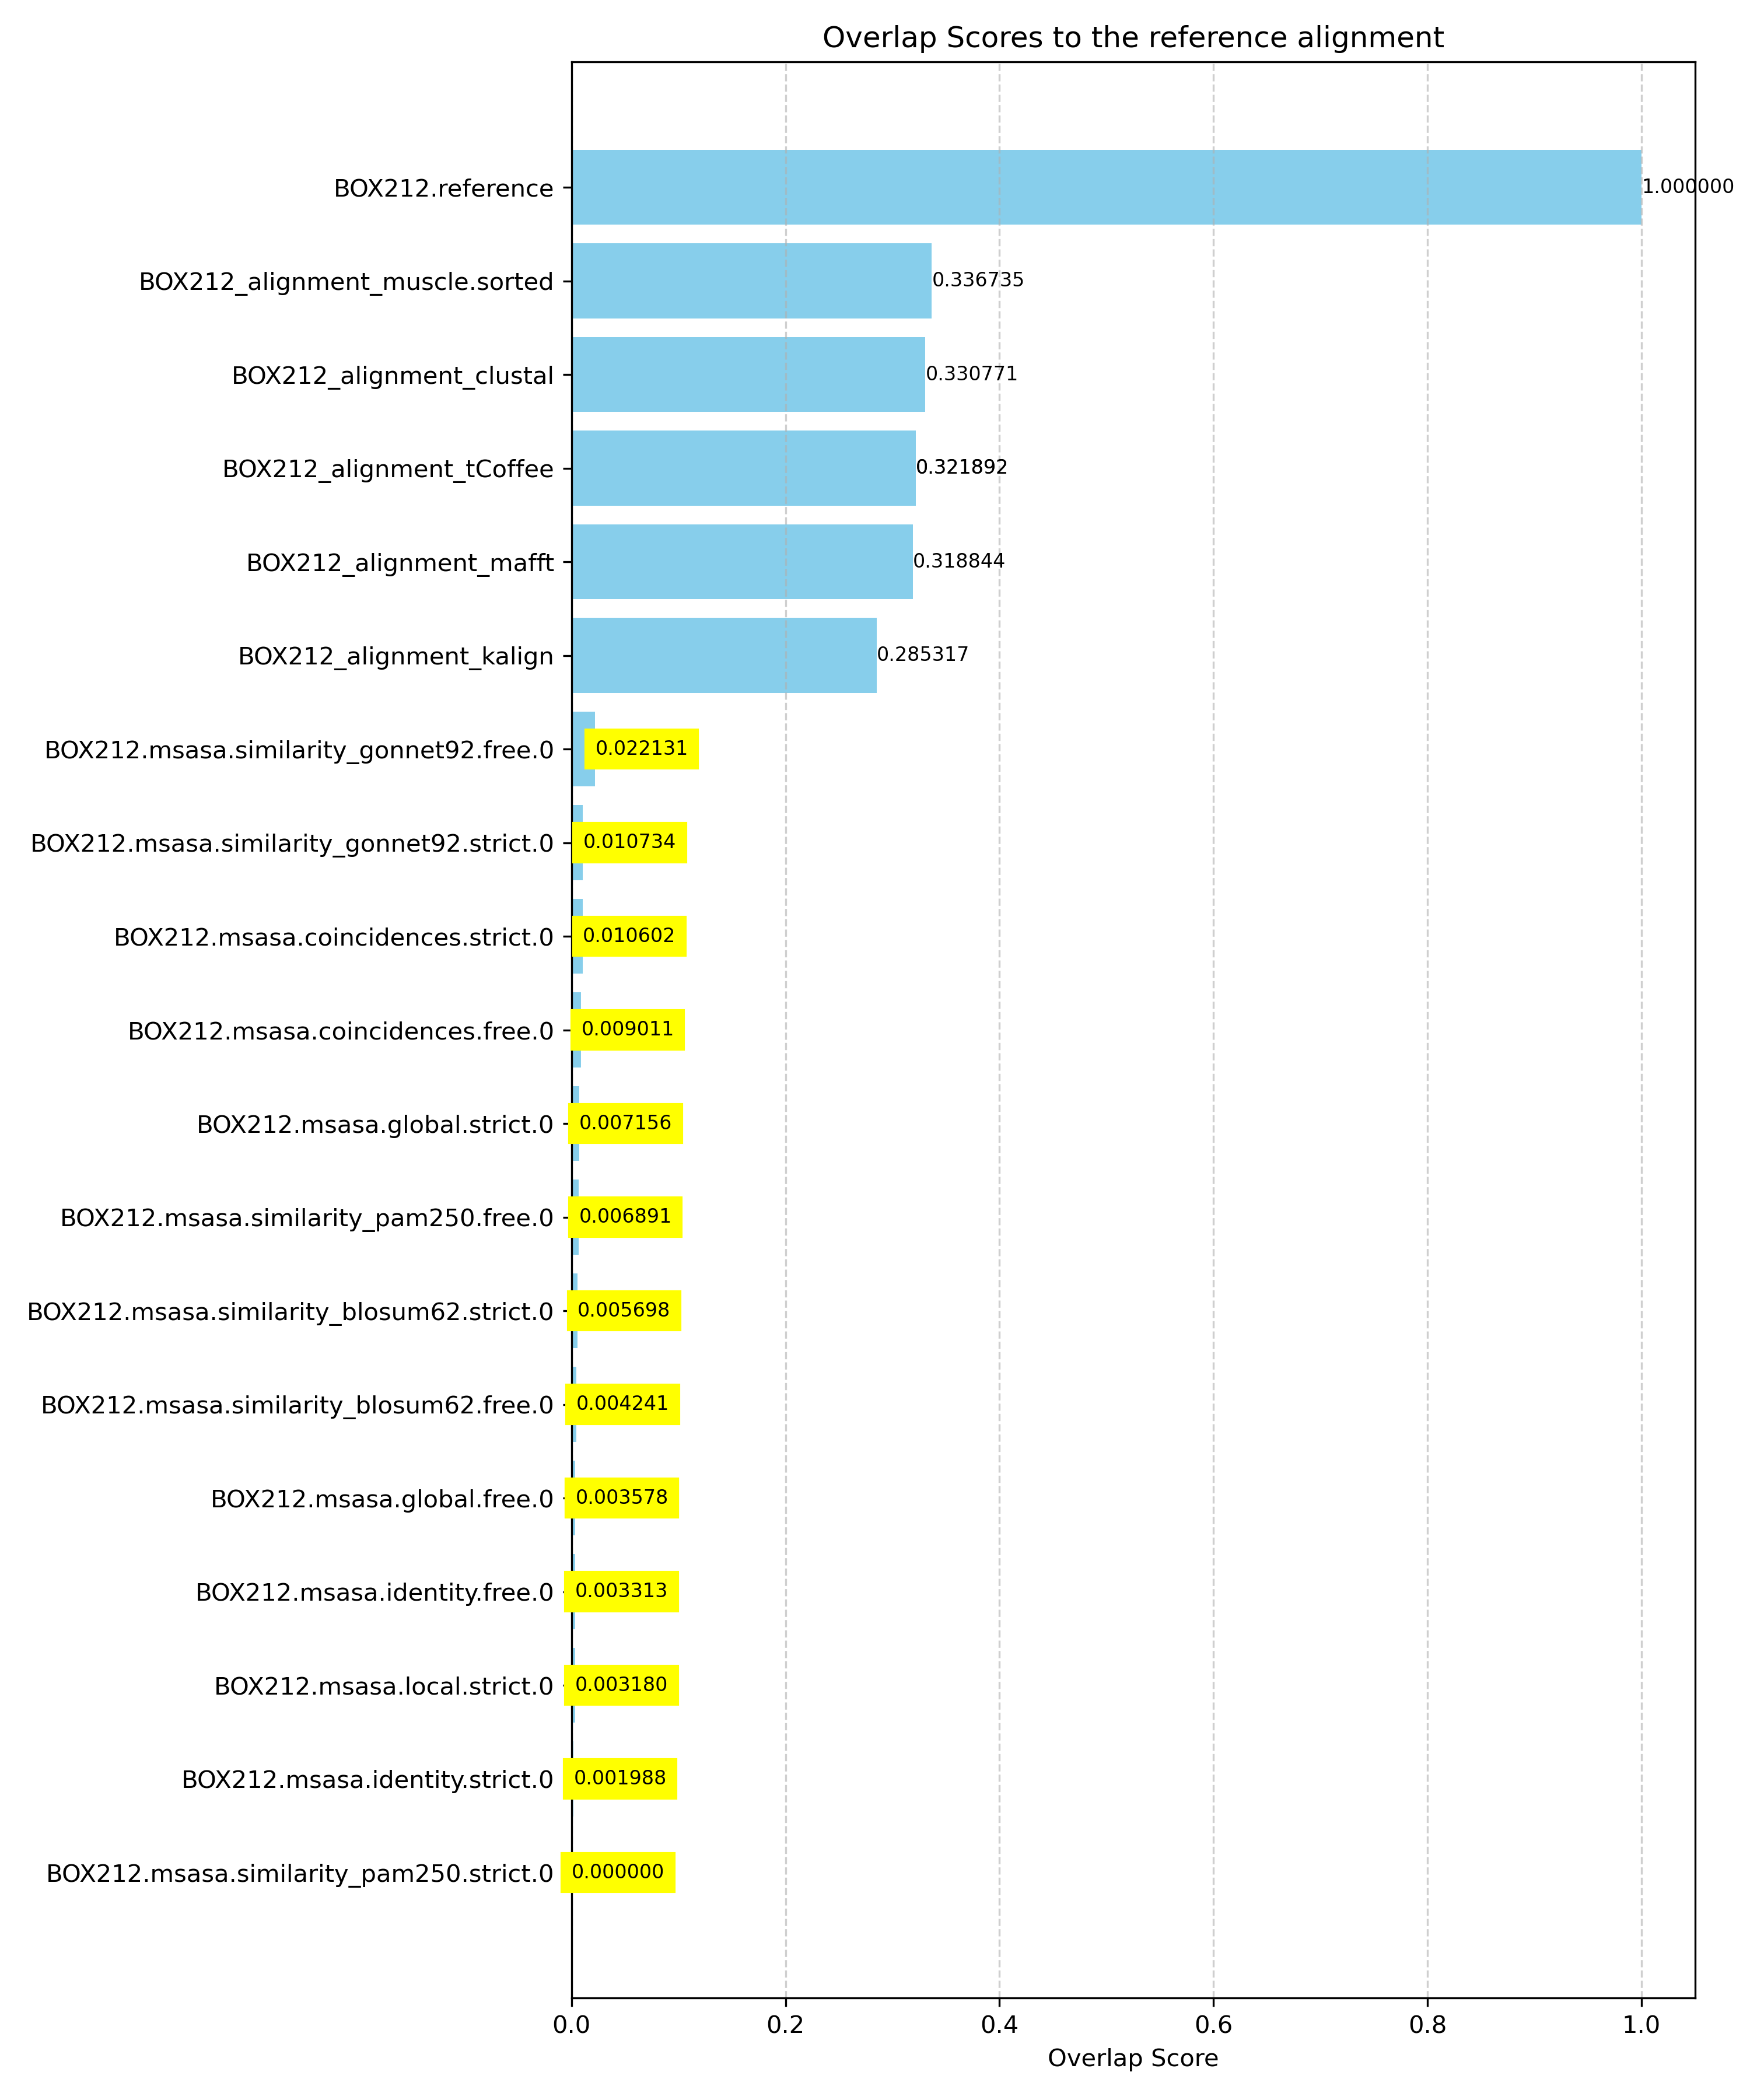 Overlap Scores to the reference alignment
BOX212.reference 1.000000
BOX212_alignment_muscle.sorted 0.336735
BOX212_alignment_clustal 0.330771
BOX212_alignment_tCoffee 0.321892
BOX212_alignment_mafft 0.318844
BOX212_alignment_kalign 0.285317
BOX212.msasa.similarity_gonnet92.free.0 0.022131
BOX212.msasa.similarity_gonnet92.strict.0 0.010734
BOX212.msasa.coincidences.strict.0 0.010602
BOX212.msasa.coincidences.free.0 0.009011
BOX212.msasa.global.strict.0 0.007156
BOX212.msasa.similarity_pam250.free.0 0.006891
BOX212.msasa.similarity_blosum62.strict.0 0.005698
BOX212.msasa.similarity_blosum62.free.0 0.004241
BOX212.msasa.global.free.0 0.003578
BOX212.msasa.identity.free.0 0.003313
BOX212.msasa.local.strict.0 0.003180
BOX212.msasa.identity.strict.0 0.001988
BOX212.msasa.similarity_pam250.strict.0 0.000000
0.0 0.2 0.4 0.6 0.8 1.0
Overlap Score